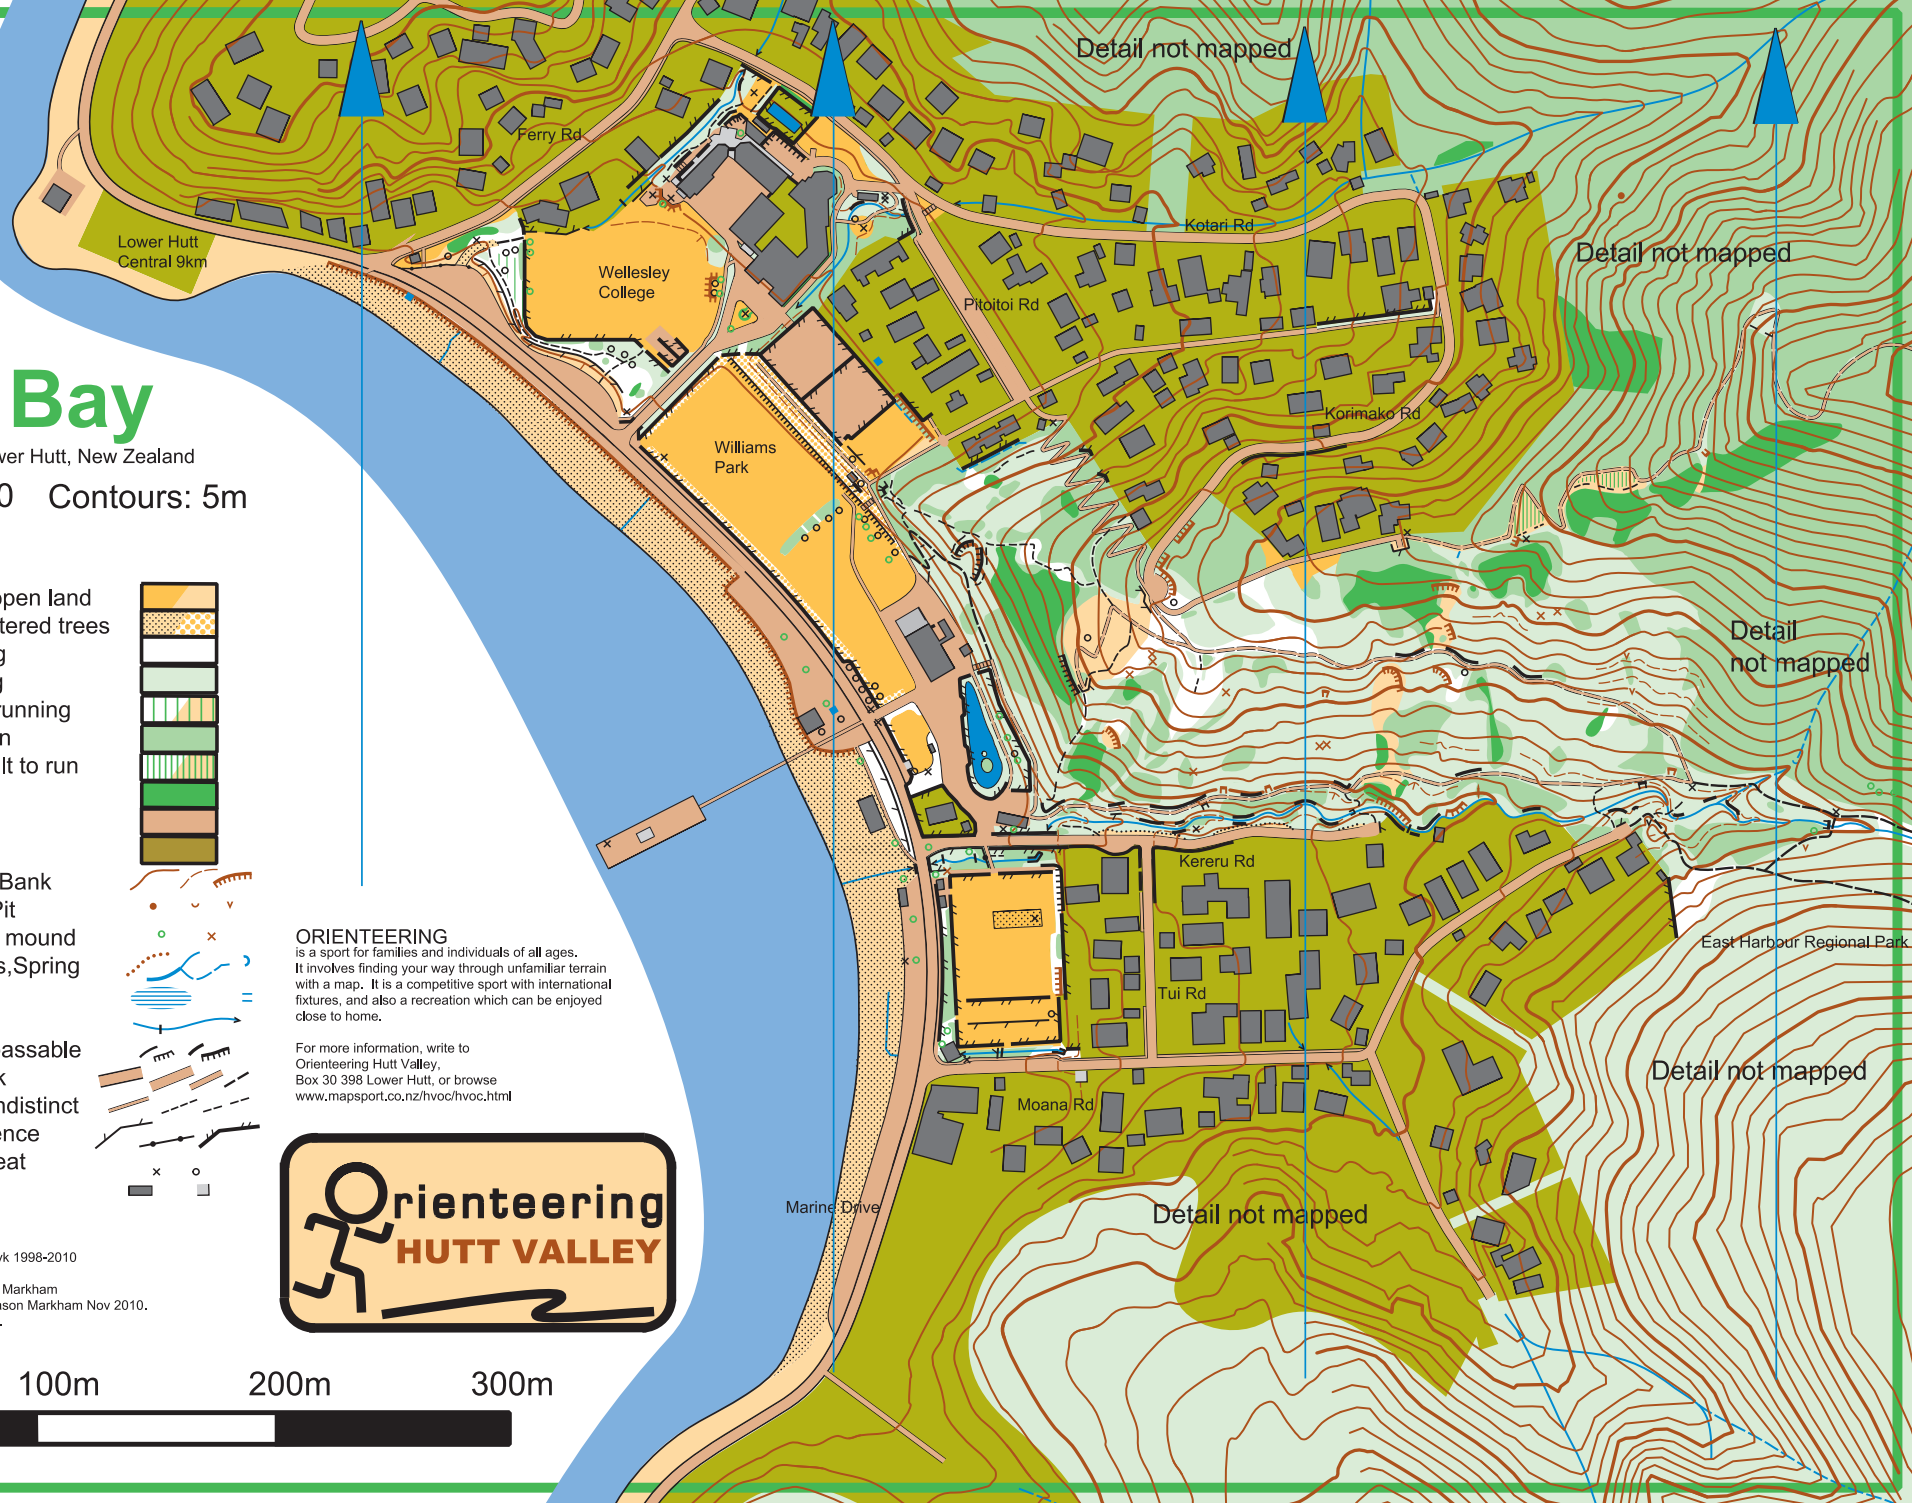 Bay
wer Hutt, New Zealand
0 Contours: 5m
open land
tered trees
g
g
running
n
lt to run
Bank
Pit
mound
s,Spring
assable
k
ndistinct
ence
eat
yk 1998-2010
Markham
ason Markham Nov 2010.
100m 200m 300m
ORIENTEERING
is a sport for families and individuals of all ages.
It involves finding your way through unfamiliar terrain
with a map. It is a competitive sport with international
fixtures, and also a recreation which can be enjoyed
close to home.
For more information, write to
Orienteering Hutt Valley,
Box 30 398 Lower Hutt, or browse
www.mapsport.co.nz/hvoc/hvoc.html
Orienteering
HUTT VALLEY
Detail not mapped
Ferry Rd
Lower Hutt
Central 9km
Wellesley
College
Kotari Rd
Detail not mapped
Pitoitoi Rd
Korimako Rd
Williams
Park
Detail
not mapped
Kereru Rd
East Harbour Regional Park
Tui Rd
Detail not mapped
Moana Rd
Marine Drive
Detail not mapped